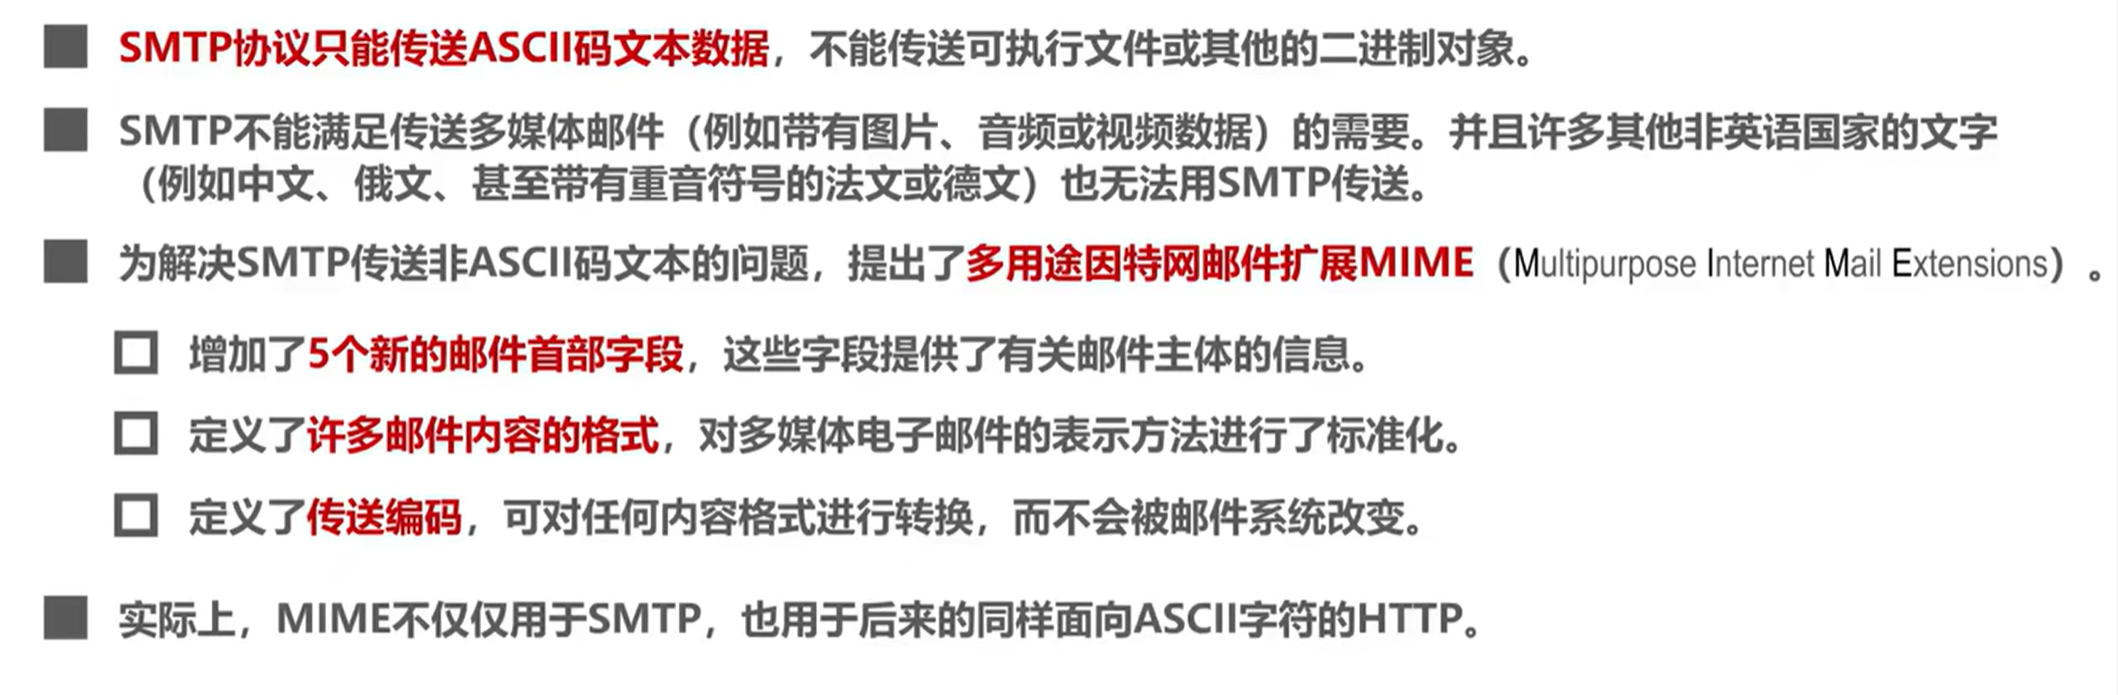 SMTP协议只能传送ASCII码文本数据，不能传送可执行文件或其他的二进制对象。
SMTP不能满足传送多媒体邮件（例如带有图片、音频或视频数据）的需要。并且许多其他非英语国家的文字
（例如中文、俄文、甚至带有重音符号的法文或德文）也无法用SMTP传送。
为解决SMTP传送非ASCII码文本的问题，提出了多用途因特网邮件扩展MIME（Multipurpose Internet Mail Extensions）。
增加了5个新的邮件首部字段，这些字段提供了有关邮件主体的信息。
定义了许多邮件内容的格式，对多媒体电子邮件的表示方法进行了标准化。
定义了传送编码，可对任何内容格式进行转换，而不会被邮件系统改变。
实际上，MIME不仅仅用于SMTP，也用于后来的同样面向ASCII字符的HTTP。